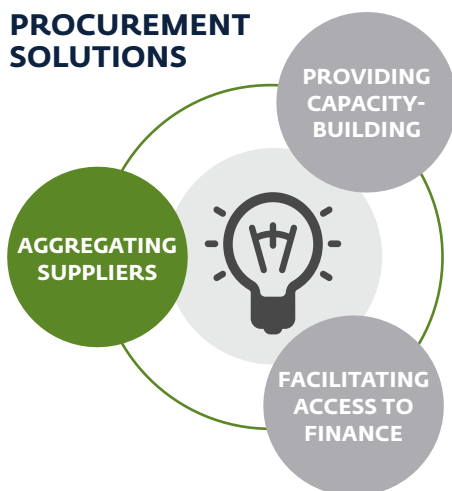 PROCUREMENT
SOLUTIONS
PROVIDING
CAPACITY-
BUILDING
AGGREGATING
SUPPLIERS
FACILITATING
ACCESS TO
FINANCE